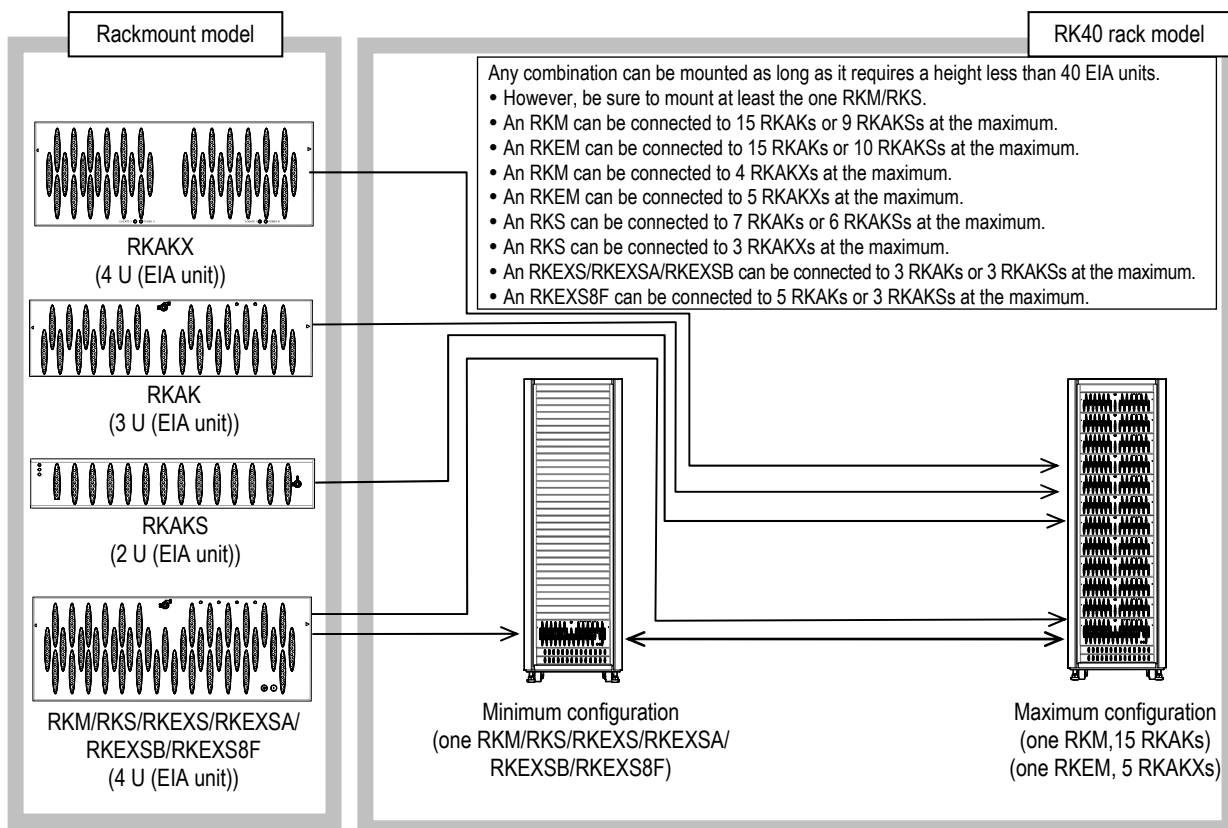 Rackmount model
RKAKX
(4 U (EIA unit))
RKAK
(3 U (EIA unit))
RKAKS
(2 U (EIA unit))
RKM/RKS/RKEXS/RKEXSA/
RKEXSB/RKEXS8F
(4 U (EIA unit))
RK40 rack model
Any combination can be mounted as long as it requires a height less than 40 EIA units.
• However, be sure to mount at least the one RKM/RKS.
• An RKM can be connected to 15 RKAKs or 9 RKAKSs at the maximum.
• An RKEM can be connected to 15 RKAKs or 10 RKAKSs at the maximum.
• An RKM can be connected to 4 RKAKXs at the maximum.
• An RKEM can be connected to 5 RKAKXs at the maximum.
• An RKS can be connected to 7 RKAKs or 6 RKAKSs at the maximum.
• An RKS can be connected to 3 RKAKXs at the maximum.
• An RKEXS/RKEXSA/RKEXSB can be connected to 3 RKAKs or 3 RKAKSs at the maximum.
• An RKEXS8F can be connected to 5 RKAKs or 3 RKAKSs at the maximum.
Minimum configuration
(one RKM/RKS/RKEXS/RKEXSA/
RKEXSB/RKEXS8F)
Maximum configuration
(one RKM,15 RKAKs)
(one RKEM, 5 RKAKXs)